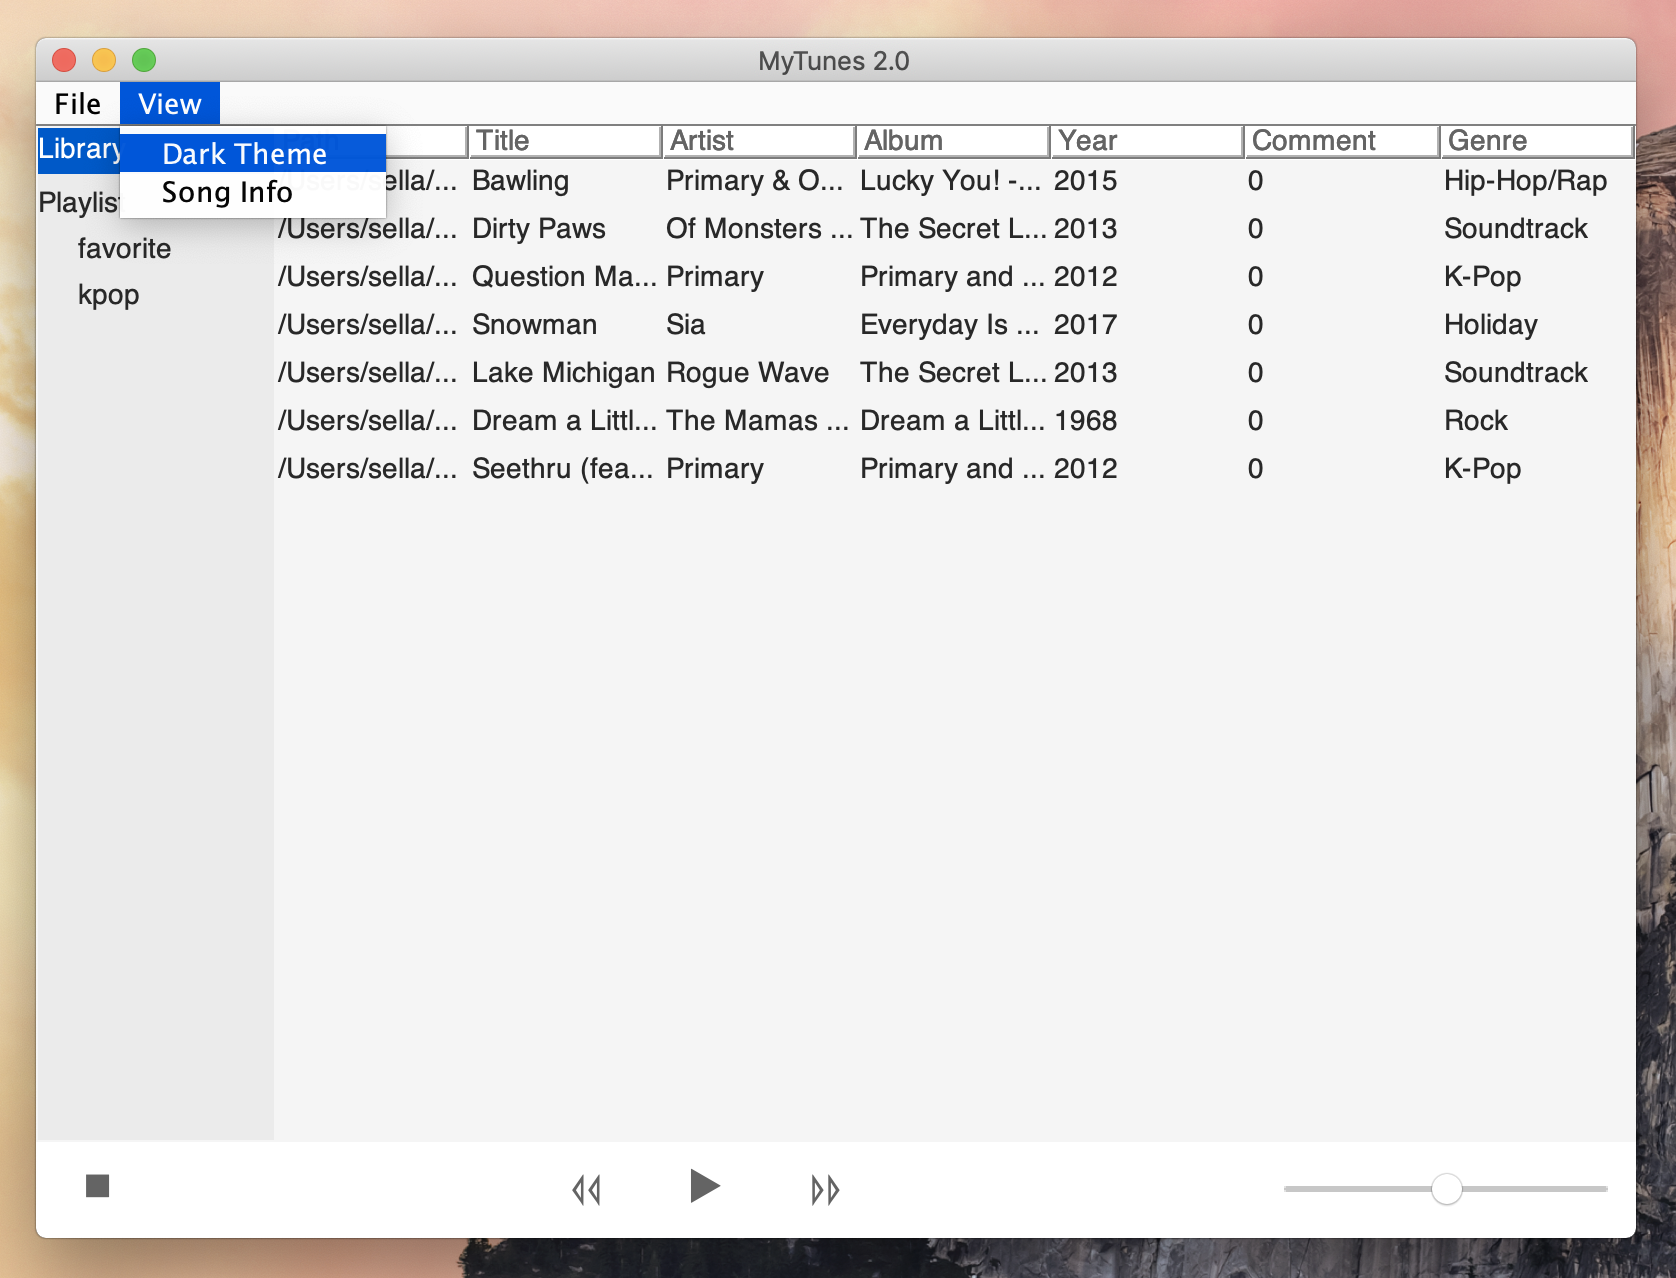 MyTunes 2.0
File View
Library Title Artist Album Year Comment Genre
Dark Theme
/Users/sella/... Bawling Primary & O... Lucky You! -... 2015 0 Hip-Hop/Rap
Song Info
Playlist
/Users/sella/... Dirty Paws Of Monsters ... The Secret L... 2013 0 Soundtrack
favorite
/Users/sella/... Question Ma... Primary Primary and ... 2012 0 K-Pop
kpop
/Users/sella/... Snowman Sia Everyday Is ... 2017 0 Holiday
/Users/sella/... Lake Michigan Rogue Wave The Secret L... 2013 0 Soundtrack
/Users/sella/... Dream a Littl... The Mamas ... Dream a Littl... 1968 0 Rock
/Users/sella/... Seethru (fea... Primary Primary and ... 2012 0 K-Pop